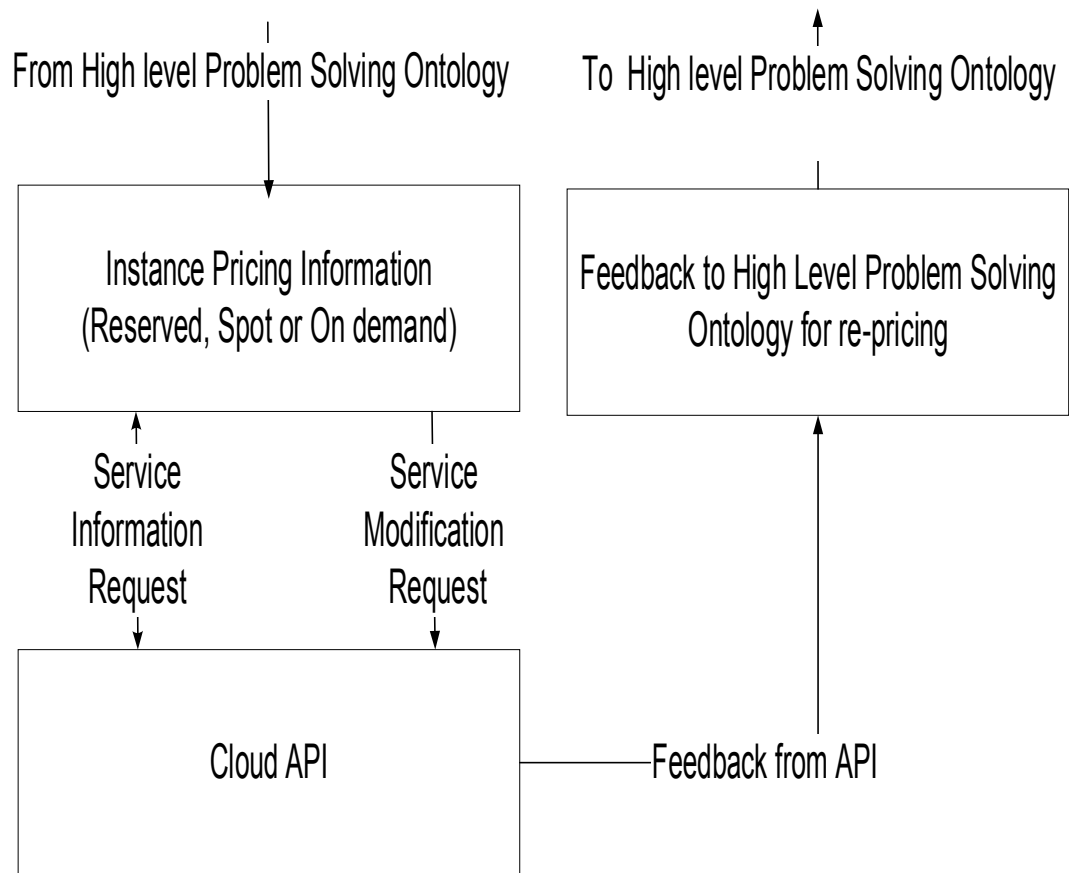 From High level Problem Solving Ontology
To High level Problem Solving Ontology
Instance Pricing Information
(Reserved, Spot or On demand)
Feedback to High Level Problem Solving
Ontology for re-pricing
Service
Information
Request
Service
Modification
Request
Cloud API
Feedback from API